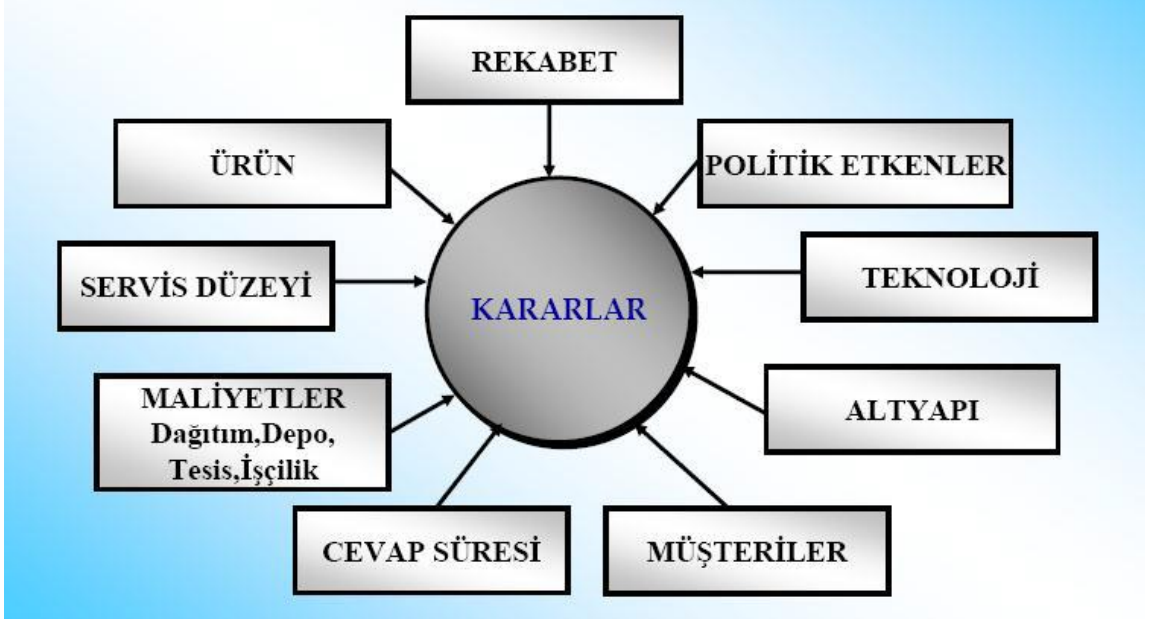 REKABET
ÜRÜN
POLİTİK ETKENLER
SERVİS DÜZEYİ
TEKNOLOJİ
KARARLAR
MALİYETLER
Dağıtım,Depo,
Tesis,İşçilik
ALTYAPI
CEVAP SÜRESİ
MÜŞTERİLER